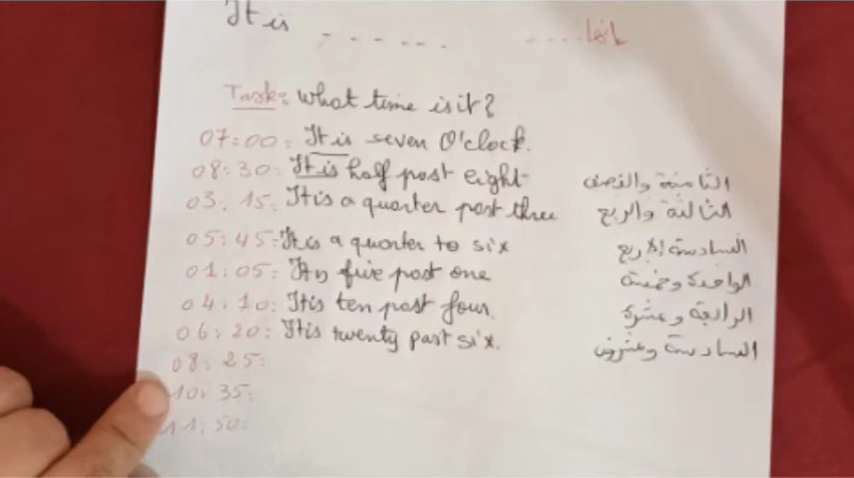 It is - - - - - - ..... بالضبط
Task: What time is it?
07:00: It is seven O'clock.
08:30: It is half past eight الثامنة والنصف
03:15: It is a quarter past three الثالثة والربع
05:45: It is a quarter to six السادسة إلا ربع
01:05: It is five past one الواحدة وخمسة
04:10: It is ten past four. الرابعة وعشرة
06:20: It is twenty past six. السادسة وعشرون
08:25:
10:35:
11:50: